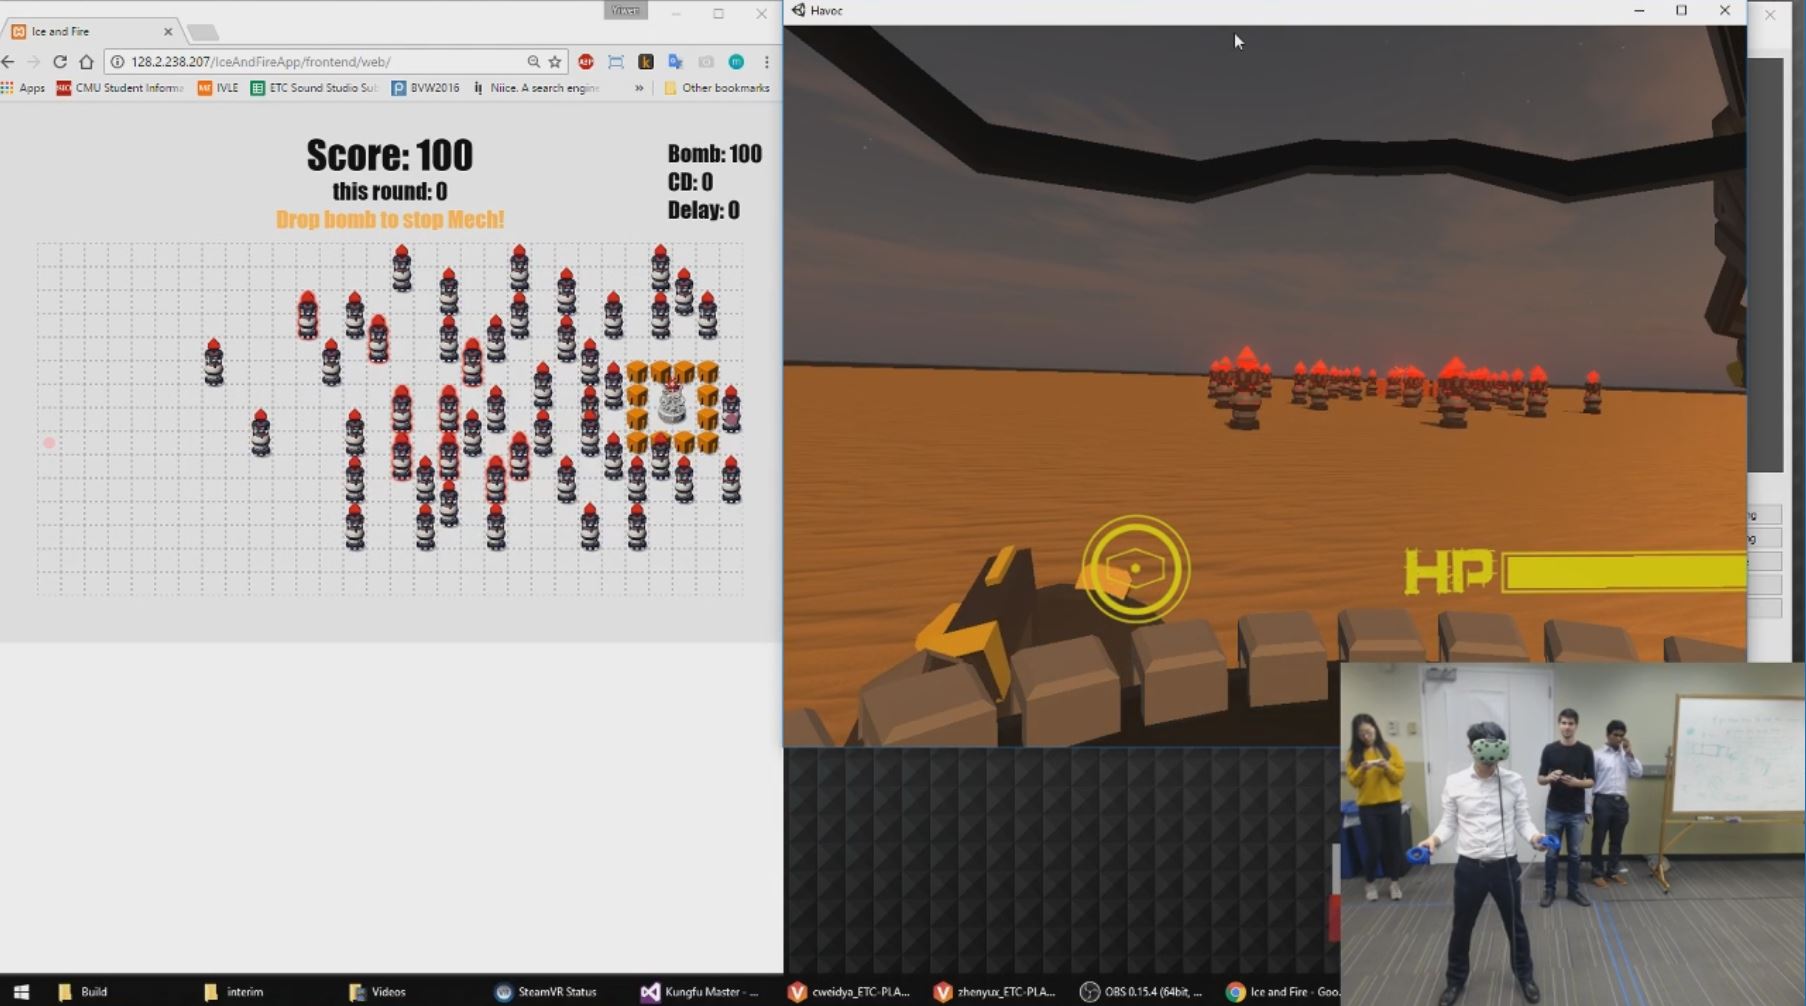 Yiwen
Havoc
Ice and Fire
128.2.238.207/IceAndFireApp/frontend/web/
Apps
CMU Student Informa
IVLE
ETC Sound Studio Sub
BVW2016
Niice. A search engine
»
Other bookmarks
Score: 100
this round: 0
Drop bomb to stop Mech!
Bomb: 100
CD: 0
Delay: 0
HP
Build
interim
Videos
SteamVR Status
Kungfu Master - ...
cweidya_ETC-PLA...
zhenyux_ETC-PLA...
OBS 0.15.4 (64bit, ...
Ice and Fire - Goo...